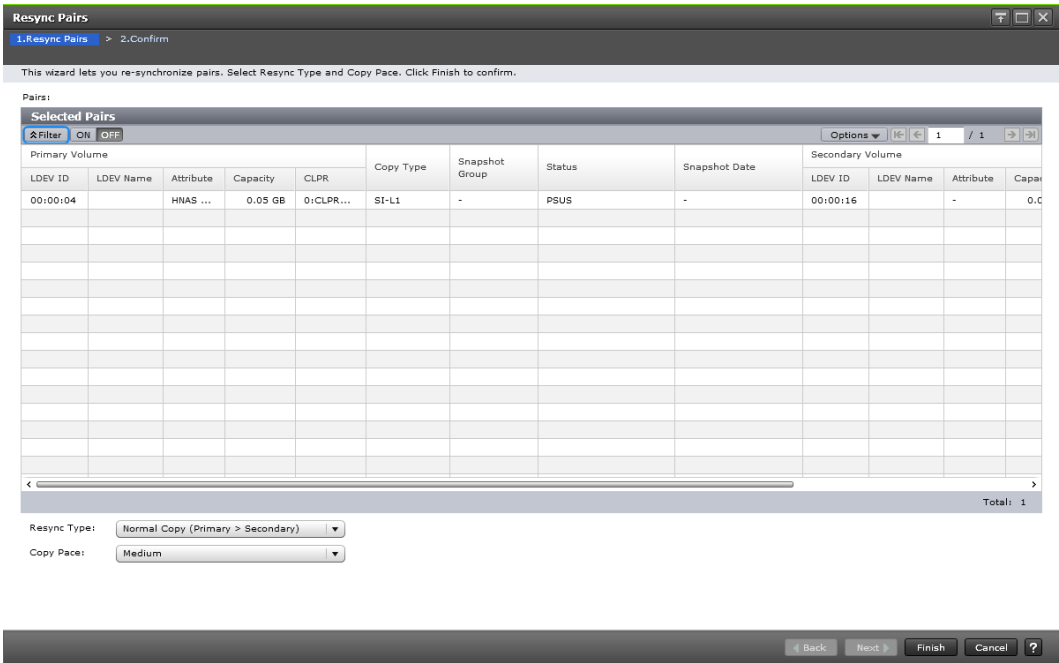 Resync Pairs
1.Resync Pairs > 2.Confirm
This wizard lets you re-synchronize pairs. Select Resync Type and Copy Pace. Click Finish to confirm.
Pairs:
Selected Pairs
Filter ON OFF Options 1 / 1
Primary Volume Copy Type Snapshot Group Status Snapshot Date Secondary Volume
LDEV ID LDEV Name Attribute Capacity CLPR LDEV ID LDEV Name Attribute Capac
00:00:04 HNAS ... 0.05 GB 0:CLPR... SI-L1 - PSUS - 00:00:16 - 0.0
Total: 1
Resync Type: Normal Copy (Primary > Secondary)
Copy Pace: Medium
Back Next Finish Cancel ?